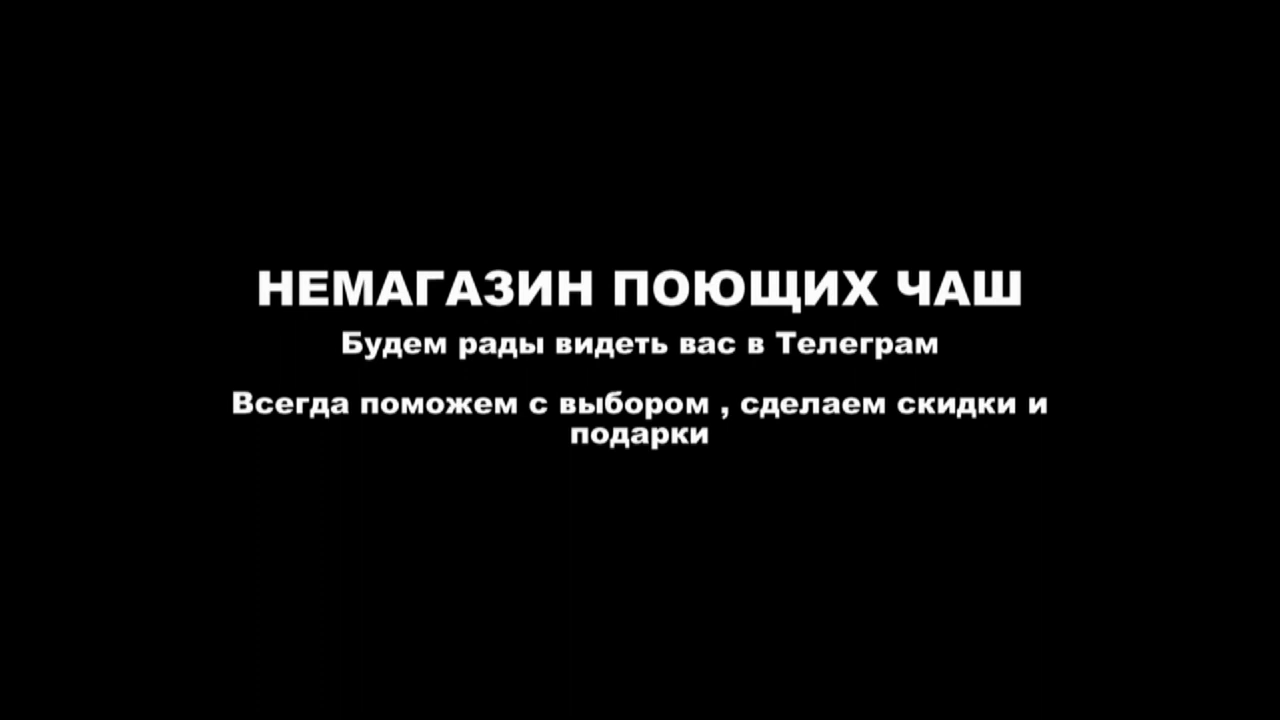 НЕМАГАЗИН ПОЮЩИХ ЧАШ
Будем рады видеть вас в Телеграм
Всегда поможем с выбором , сделаем скидки и
подарки